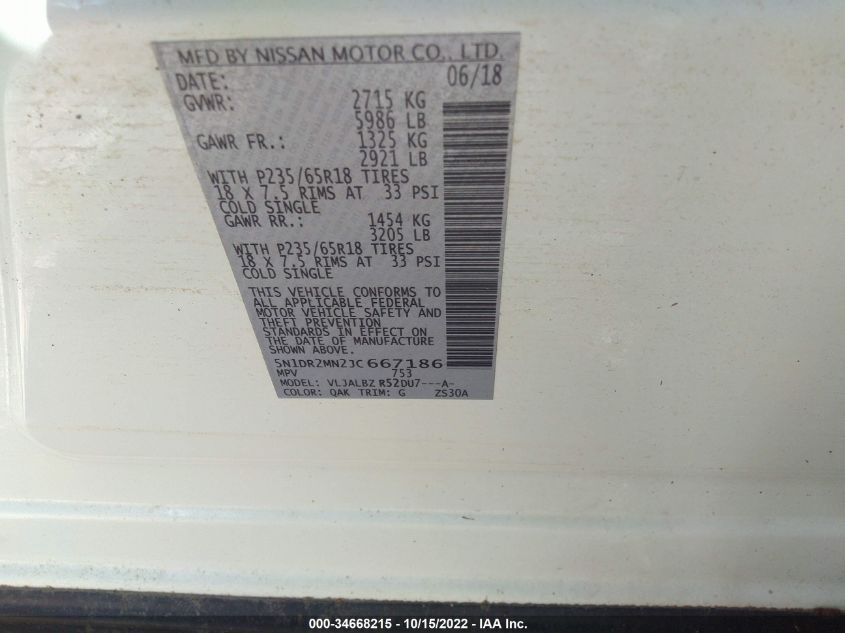 MFD BY NISSAN MOTOR CO., LTD.
DATE: 06/18
GVWR: 2715 KG
5986 LB
GAWR FR.: 1325 KG
2921 LB
WITH P235/65R18 TIRES
18 X 7.5 RIMS AT 33 PSI
COLD SINGLE
GAWR RR.: 1454 KG
3205 LB
WITH P235/65R18 TIRES
18 X 7.5 RIMS AT 33 PSI
COLD SINGLE
THIS VEHICLE CONFORMS TO
ALL APPLICABLE FEDERAL
MOTOR VEHICLE SAFETY AND
THEFT PREVENTION
STANDARDS IN EFFECT ON
THE DATE OF MANUFACTURE
SHOWN ABOVE.
5N1DR2MN2JC667186
MPV 753
MODEL: VLJALBZ R52DU7---A-
COLOR: QAK TRIM: G ZS30A
000-34668215 - 10/15/2022 - IAA Inc.